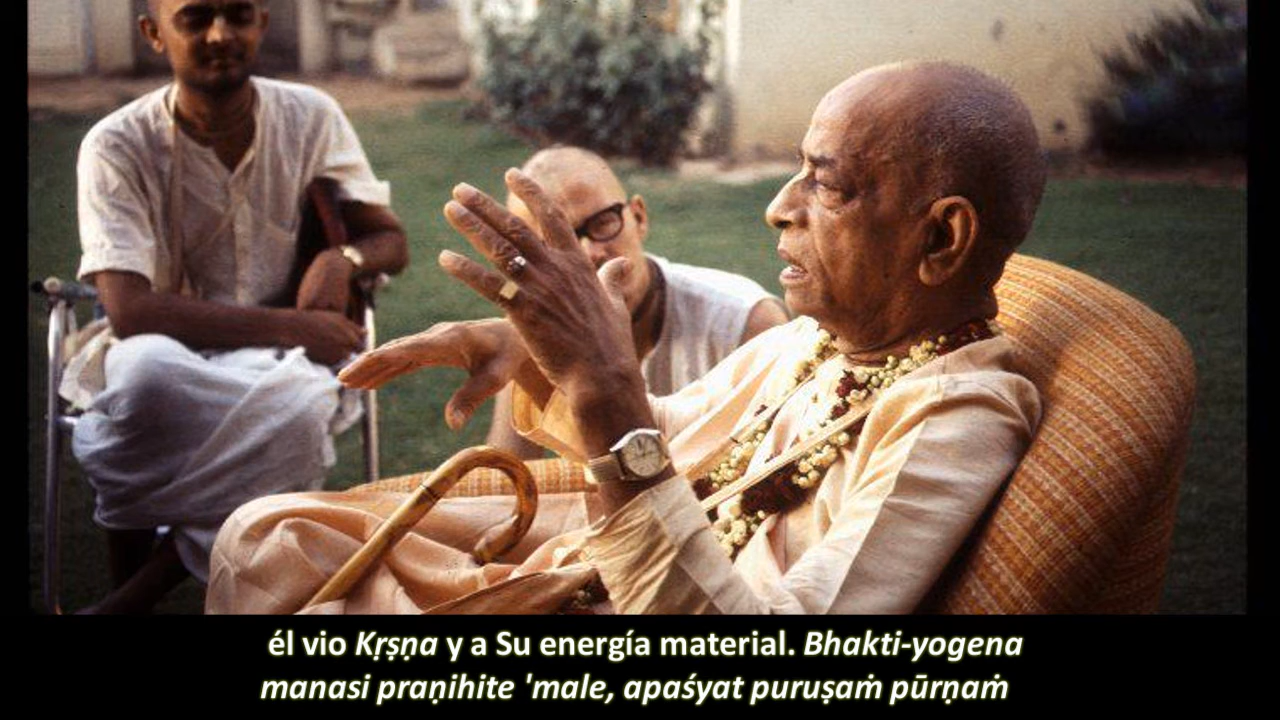 él vio Kṛṣṇa y a Su energía material. Bhakti-yogena
manasi praṇihite 'male, apaśyat puruṣaṁ pūrṇaṁ